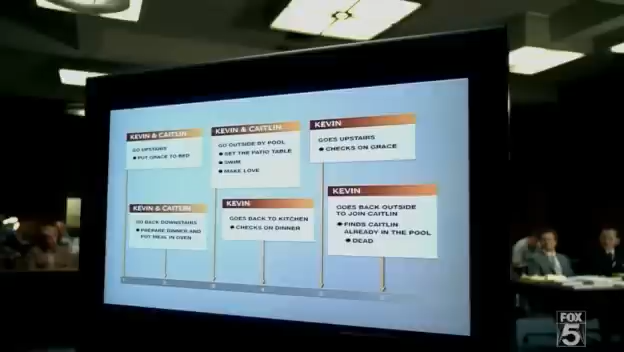 KEVIN & CAITLIN
GO UPSTAIRS
PUT GRACE TO BED
KEVIN & CAITLIN
GO OUTSIDE BY POOL
SET THE PATIO TABLE
SWIM
MAKE LOVE
KEVIN
GOES UPSTAIRS
CHECKS ON GRACE
KEVIN & CAITLIN
GO BACK DOWNSTAIRS
PREPARE DINNER AND
PUT MEAL IN OVEN
KEVIN
GOES BACK TO KITCHEN
CHECKS ON DINNER
KEVIN
GOES BACK OUTSIDE
TO JOIN CAITLIN
FINDS CAITLIN
ALREADY IN THE POOL
DEAD
FOX
5